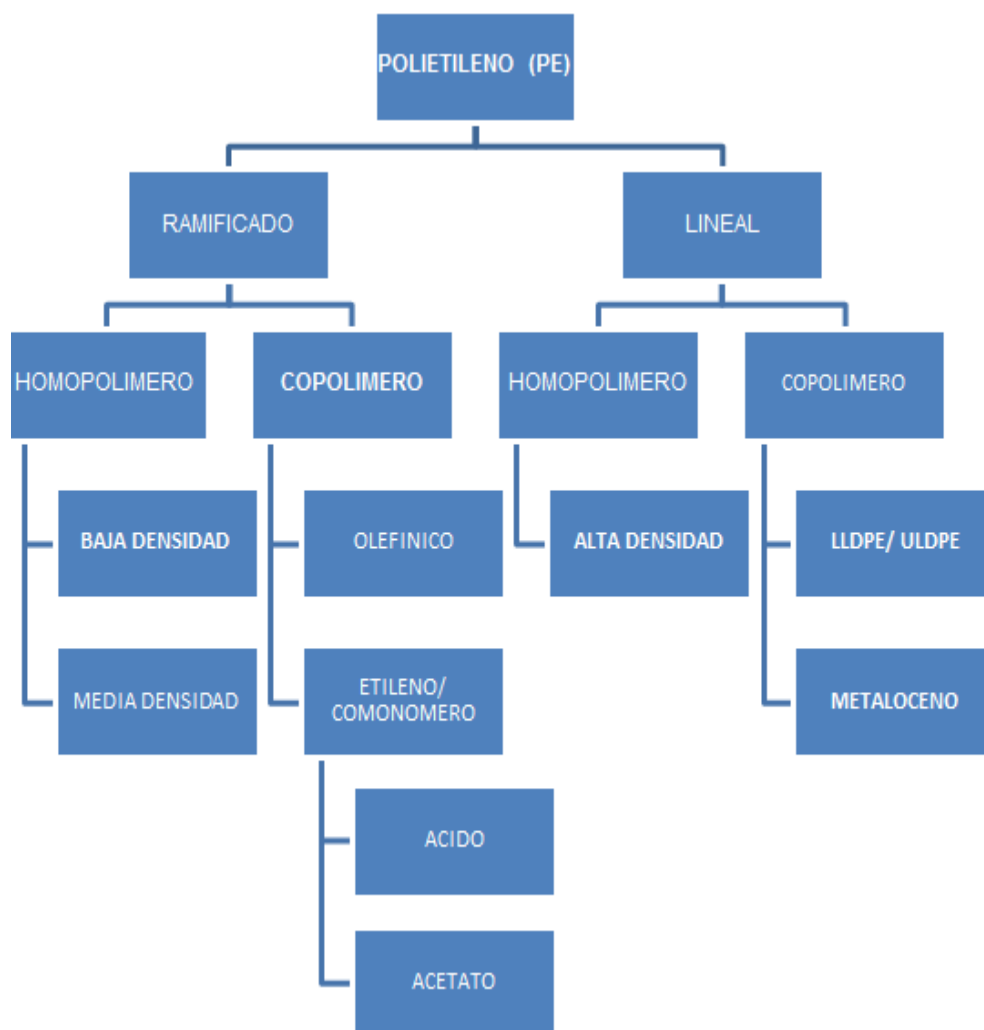 POLIETILENO (PE)
RAMIFICADO
LINEAL
HOMOPOLIMERO
COPOLIMERO
HOMOPOLIMERO
COPOLIMERO
BAJA DENSIDAD
OLEFINICO
ALTA DENSIDAD
LLDPE/ ULDPE
MEDIA DENSIDAD
ETILENO/
COMONOMERO
METALOCENO
ACIDO
ACETATO